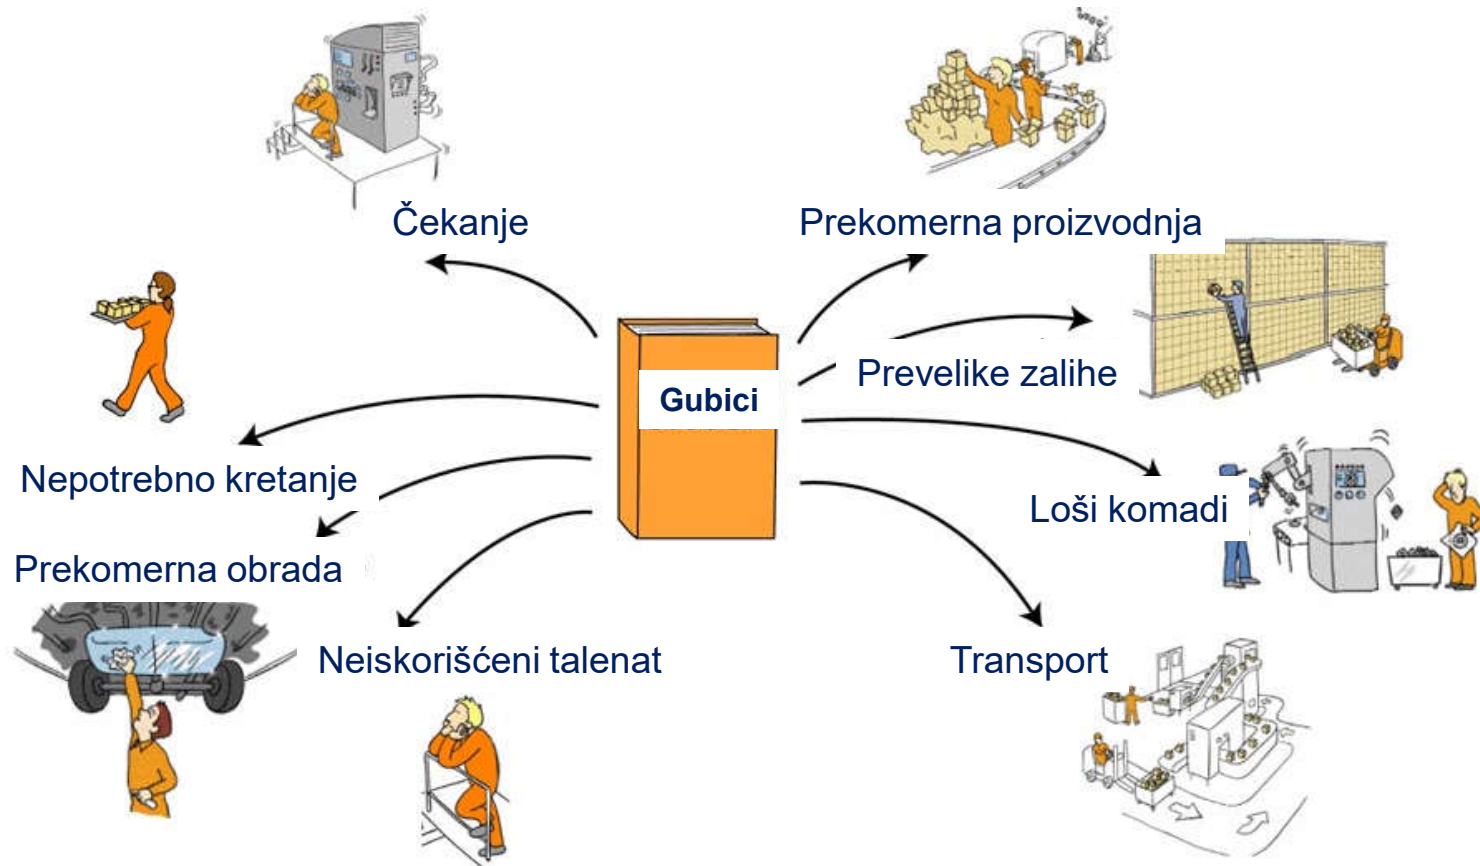 Čekanje
Prekomerna proizvodnja
Prevelike zalihe
Gubici
Nepotrebno kretanje
Loši komadi
Prekomerna obrada
Neiskorišćeni talenat
Transport